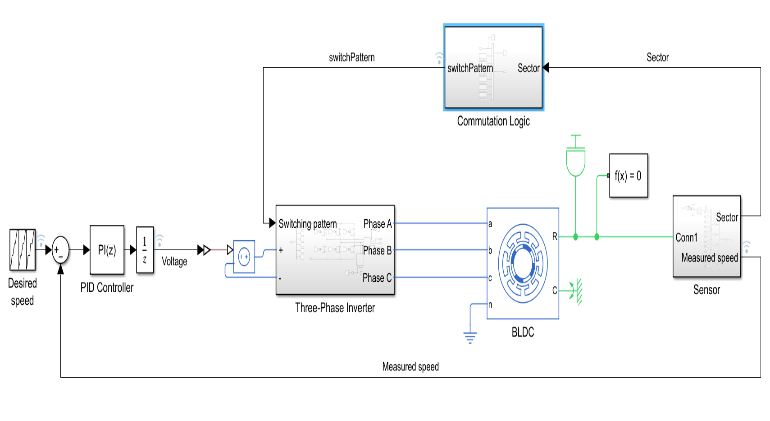 switchPattern
Sector
switchPattern
Sector
Commutation Logic
f(x) = 0
Switching pattern
Phase A
+
Phase B
-
Phase C
Three-Phase Inverter
a
b
c
n
R
C
BLDC
Conn1
Sector
Measured speed
Sensor
Desired
speed
+
-
PI(z)
PID Controller
1
z
Voltage
Measured speed